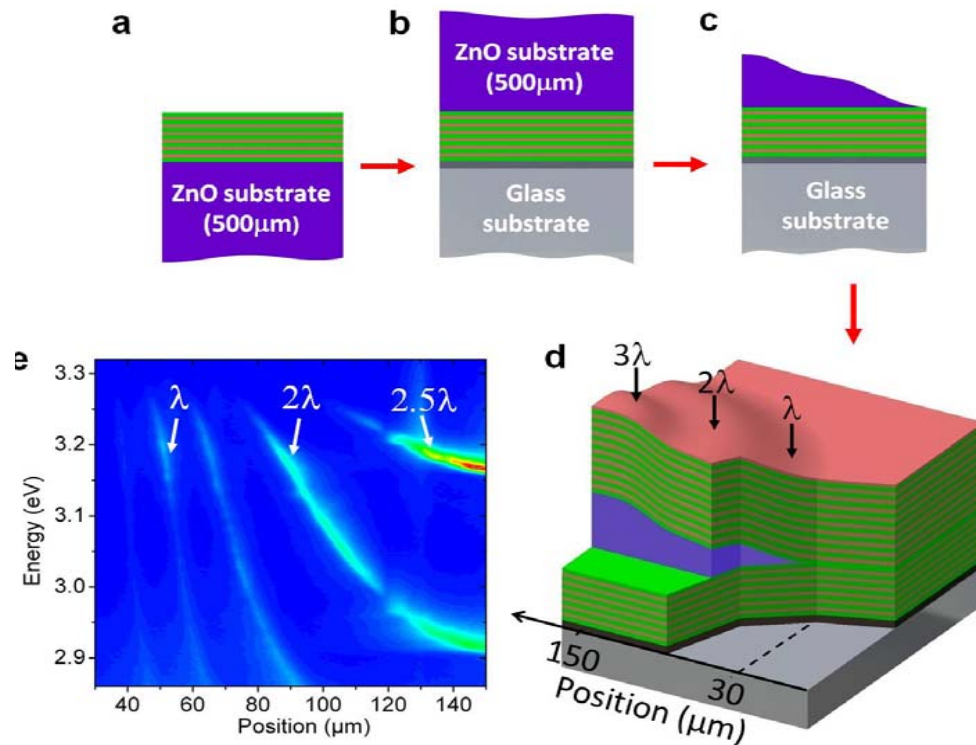 a
b
c
ZnO substrate
(500μm)
ZnO substrate
(500μm)
Glass
substrate
Glass
substrate
e
d
3.3
3.2
3.1
3.0
2.9
Energy (eV)
λ
2λ
2.5λ
40
60
80
100
120
140
Position (μm)
3λ
2λ
λ
150
30
Position (μm)